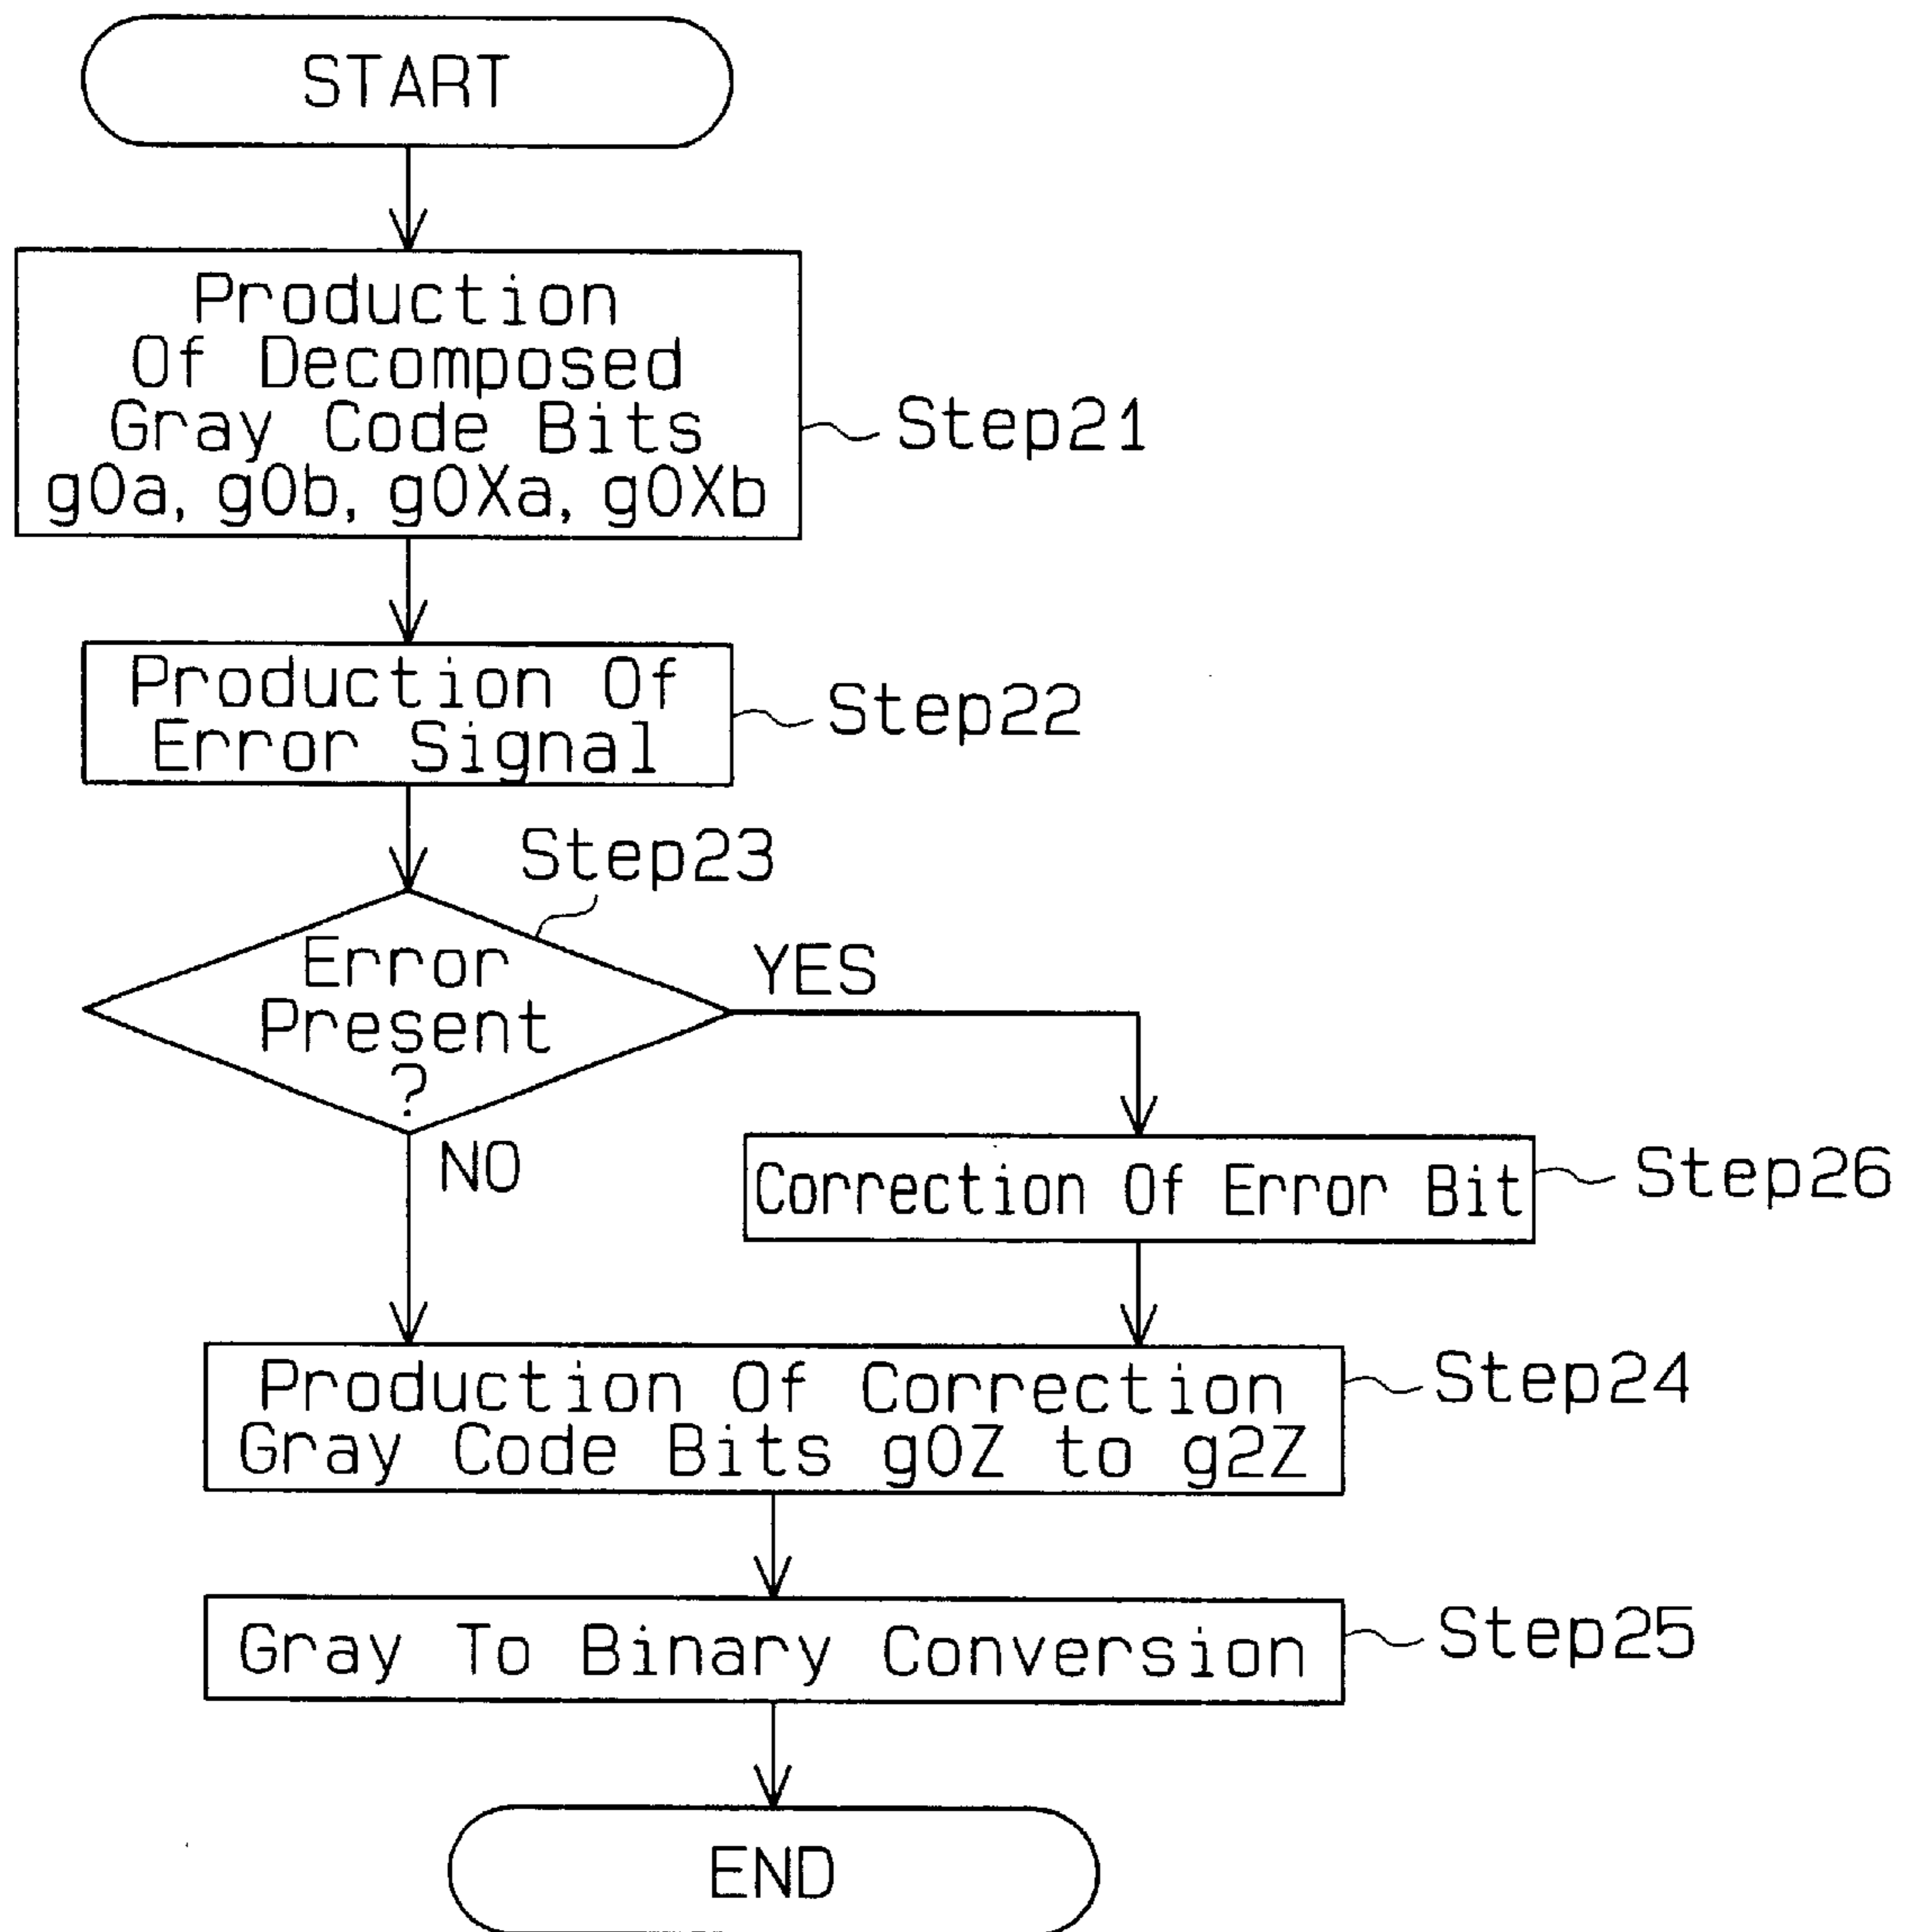 START
Production
Of Decomposed
Gray Code Bits
g0a, g0b, g0Xa, g0Xb
Step21
Production Of
Error Signal
Step22
Step23
Error
Present
?
YES
NO
Correction Of Error Bit
Step26
Production Of Correction
Gray Code Bits g0Z to g2Z
Step24
Gray To Binary Conversion
Step25
END